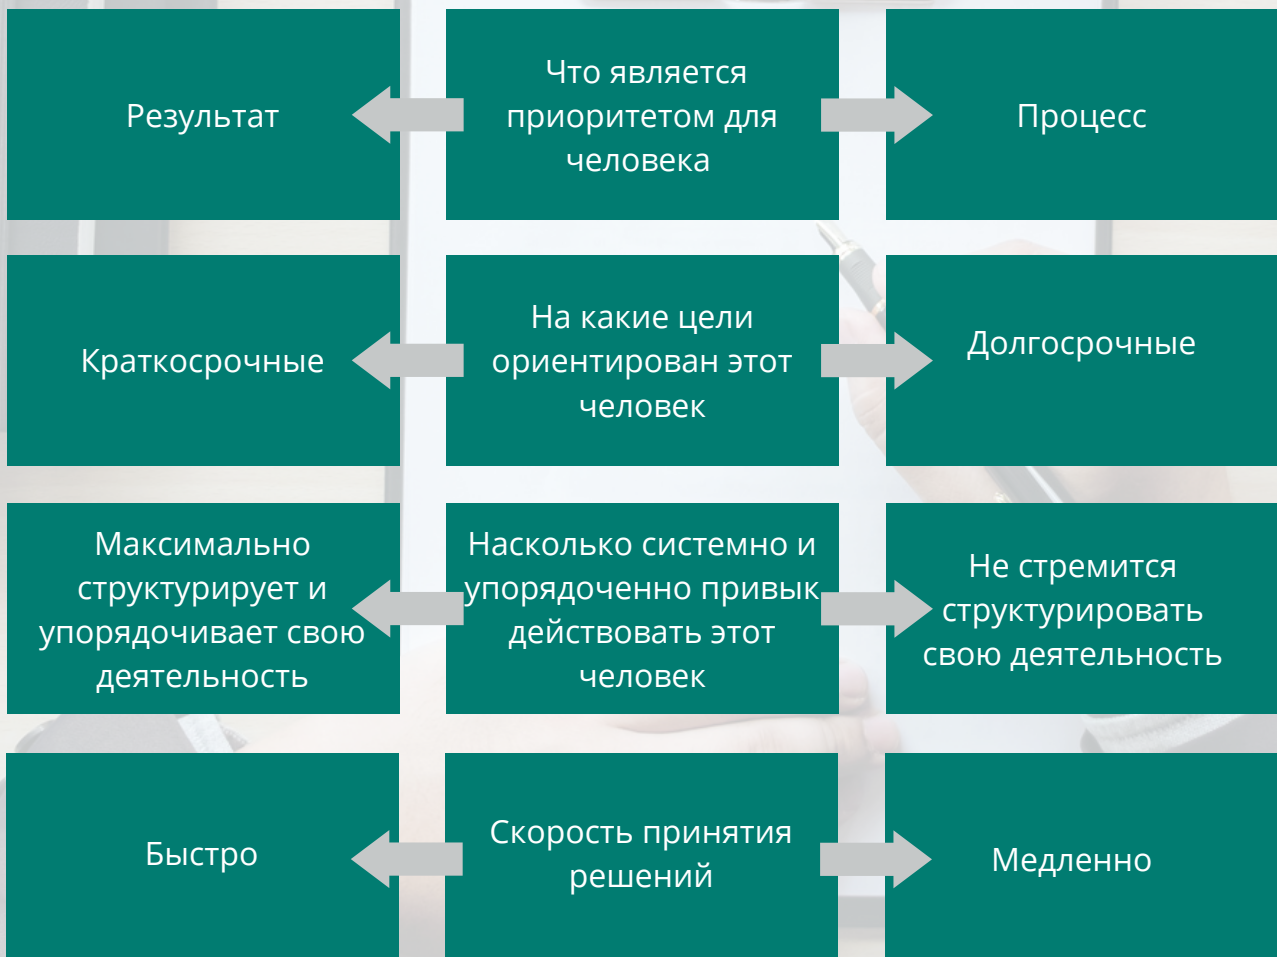 Результат
Что является
приоритетом для
человека
Процесс
Краткосрочные
На какие цели
ориентирован этот
человек
Долгосрочные
Максимально
структурирует и
упорядочивает свою
деятельность
Насколько системно и
упорядоченно привык
действовать этот
человек
Не стремится
структурировать
свою деятельность
Быстро
Скорость принятия
решений
Медленно